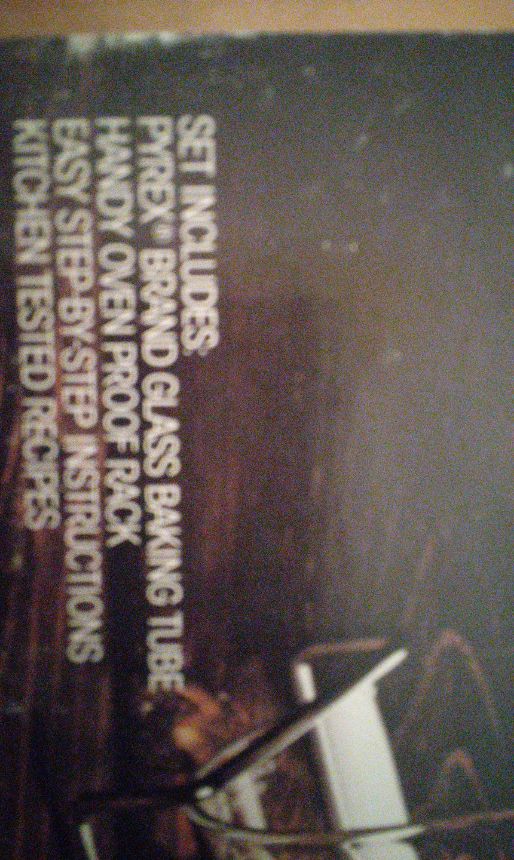 SET INCLUDES:
PYREX® BRAND GLASS BAKING TUBE
HANDY OVEN PROOF RACK
EASY STEP-BY-STEP INSTRUCTIONS
KITCHEN TESTED RECIPES